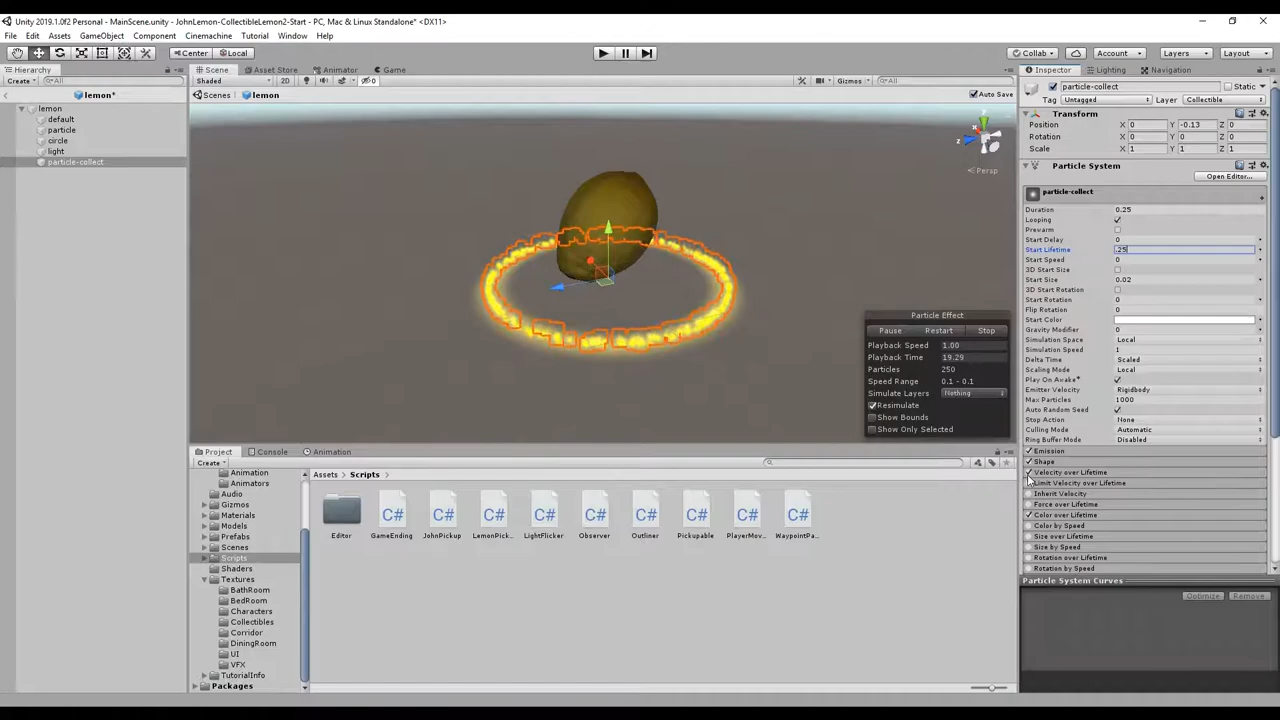 Unity 2019.1.0f2 Personal - MainScene.unity - JohnLemon-CollectibleLemon2-Start - PC, Mac & Linux Standalone* <DX11>
File Edit Assets GameObject Component Cinemachine Tutorial Window Help
Center Local Collab Account Layers Layout
Hierarchy Scene Asset Store Animator Game Inspector Lighting Navigation
Create All Shaded 2D 0 Gizmos All particle-collect Static
lemon* Scenes lemon Auto Save Tag Untagged Layer Collectible
lemon
default
particle
circle
light
particle-collect
x
z
Persp
Transform
Position X 0 Y -0.13 Z 0
Rotation X 0 Y 0 Z 0
Scale X 1 Y 1 Z 1
Particle System
Open Editor...
particle-collect
Duration 0.25
Looping
Prewarm
Start Delay 0
Start Lifetime .25
Start Speed 0
3D Start Size
Start Size 0.02
3D Start Rotation
Start Rotation 0
Flip Rotation 0
Start Color
Gravity Modifier 0
Simulation Space Local
Simulation Speed 1
Delta Time Scaled
Scaling Mode Local
Play On Awake*
Emitter Velocity Rigidbody
Max Particles 1000
Auto Random Seed
Stop Action None
Culling Mode Automatic
Ring Buffer Mode Disabled
Emission
Shape
Velocity over Lifetime
Limit Velocity over Lifetime
Inherit Velocity
Force over Lifetime
Color over Lifetime
Color by Speed
Size over Lifetime
Size by Speed
Rotation over Lifetime
Rotation by Speed
Particle System Curves
Optimize Remove
Particle Effect
Pause Restart Stop
Playback Speed 1.00
Playback Time 19.29
Particles 250
Speed Range 0.1 - 0.1
Simulate Layers Nothing
Resimulate
Show Bounds
Show Only Selected
Project Console Animation
Create
Animation
Animators
Audio
Gizmos
Materials
Models
Prefabs
Scenes
Scripts
Shaders
Textures
BathRoom
BedRoom
Characters
Collectibles
Corridor
DiningRoom
UI
VFX
TutorialInfo
Packages
Assets Scripts
C# C# C# C# C# C# C# C# C#
Editor GameEnding JohnPickup LemonPick... LightFlicker Observer Outliner Pickupable PlayerMov... WaypointPa...